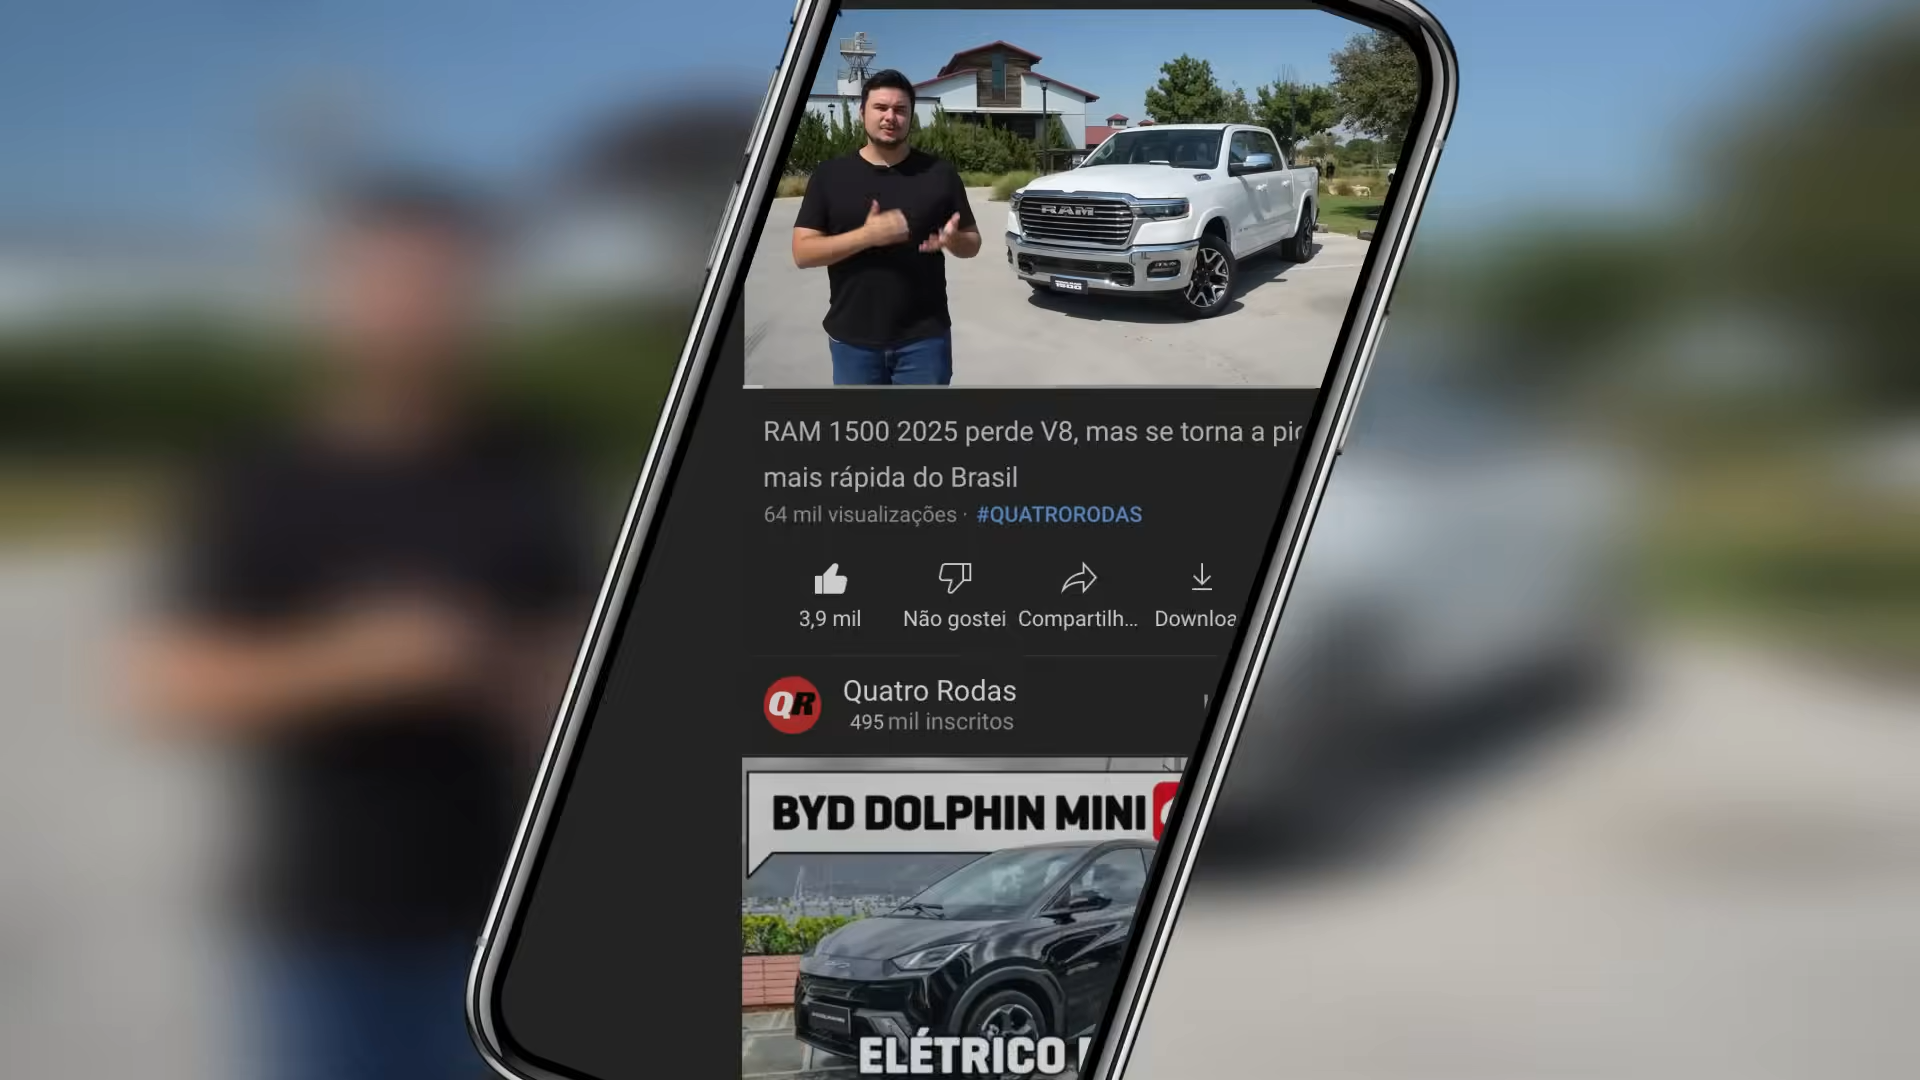 RAM
1500
RAM 1500 2025 perde V8, mas se torna a pic
mais rápida do Brasil
64 mil visualizações · #QUATRORODAS
3,9 mil
Não gostei
Compartilh...
Downloa
QR
Quatro Rodas
495 mil inscritos
BYD DOLPHIN MINI
ELÉTRICO